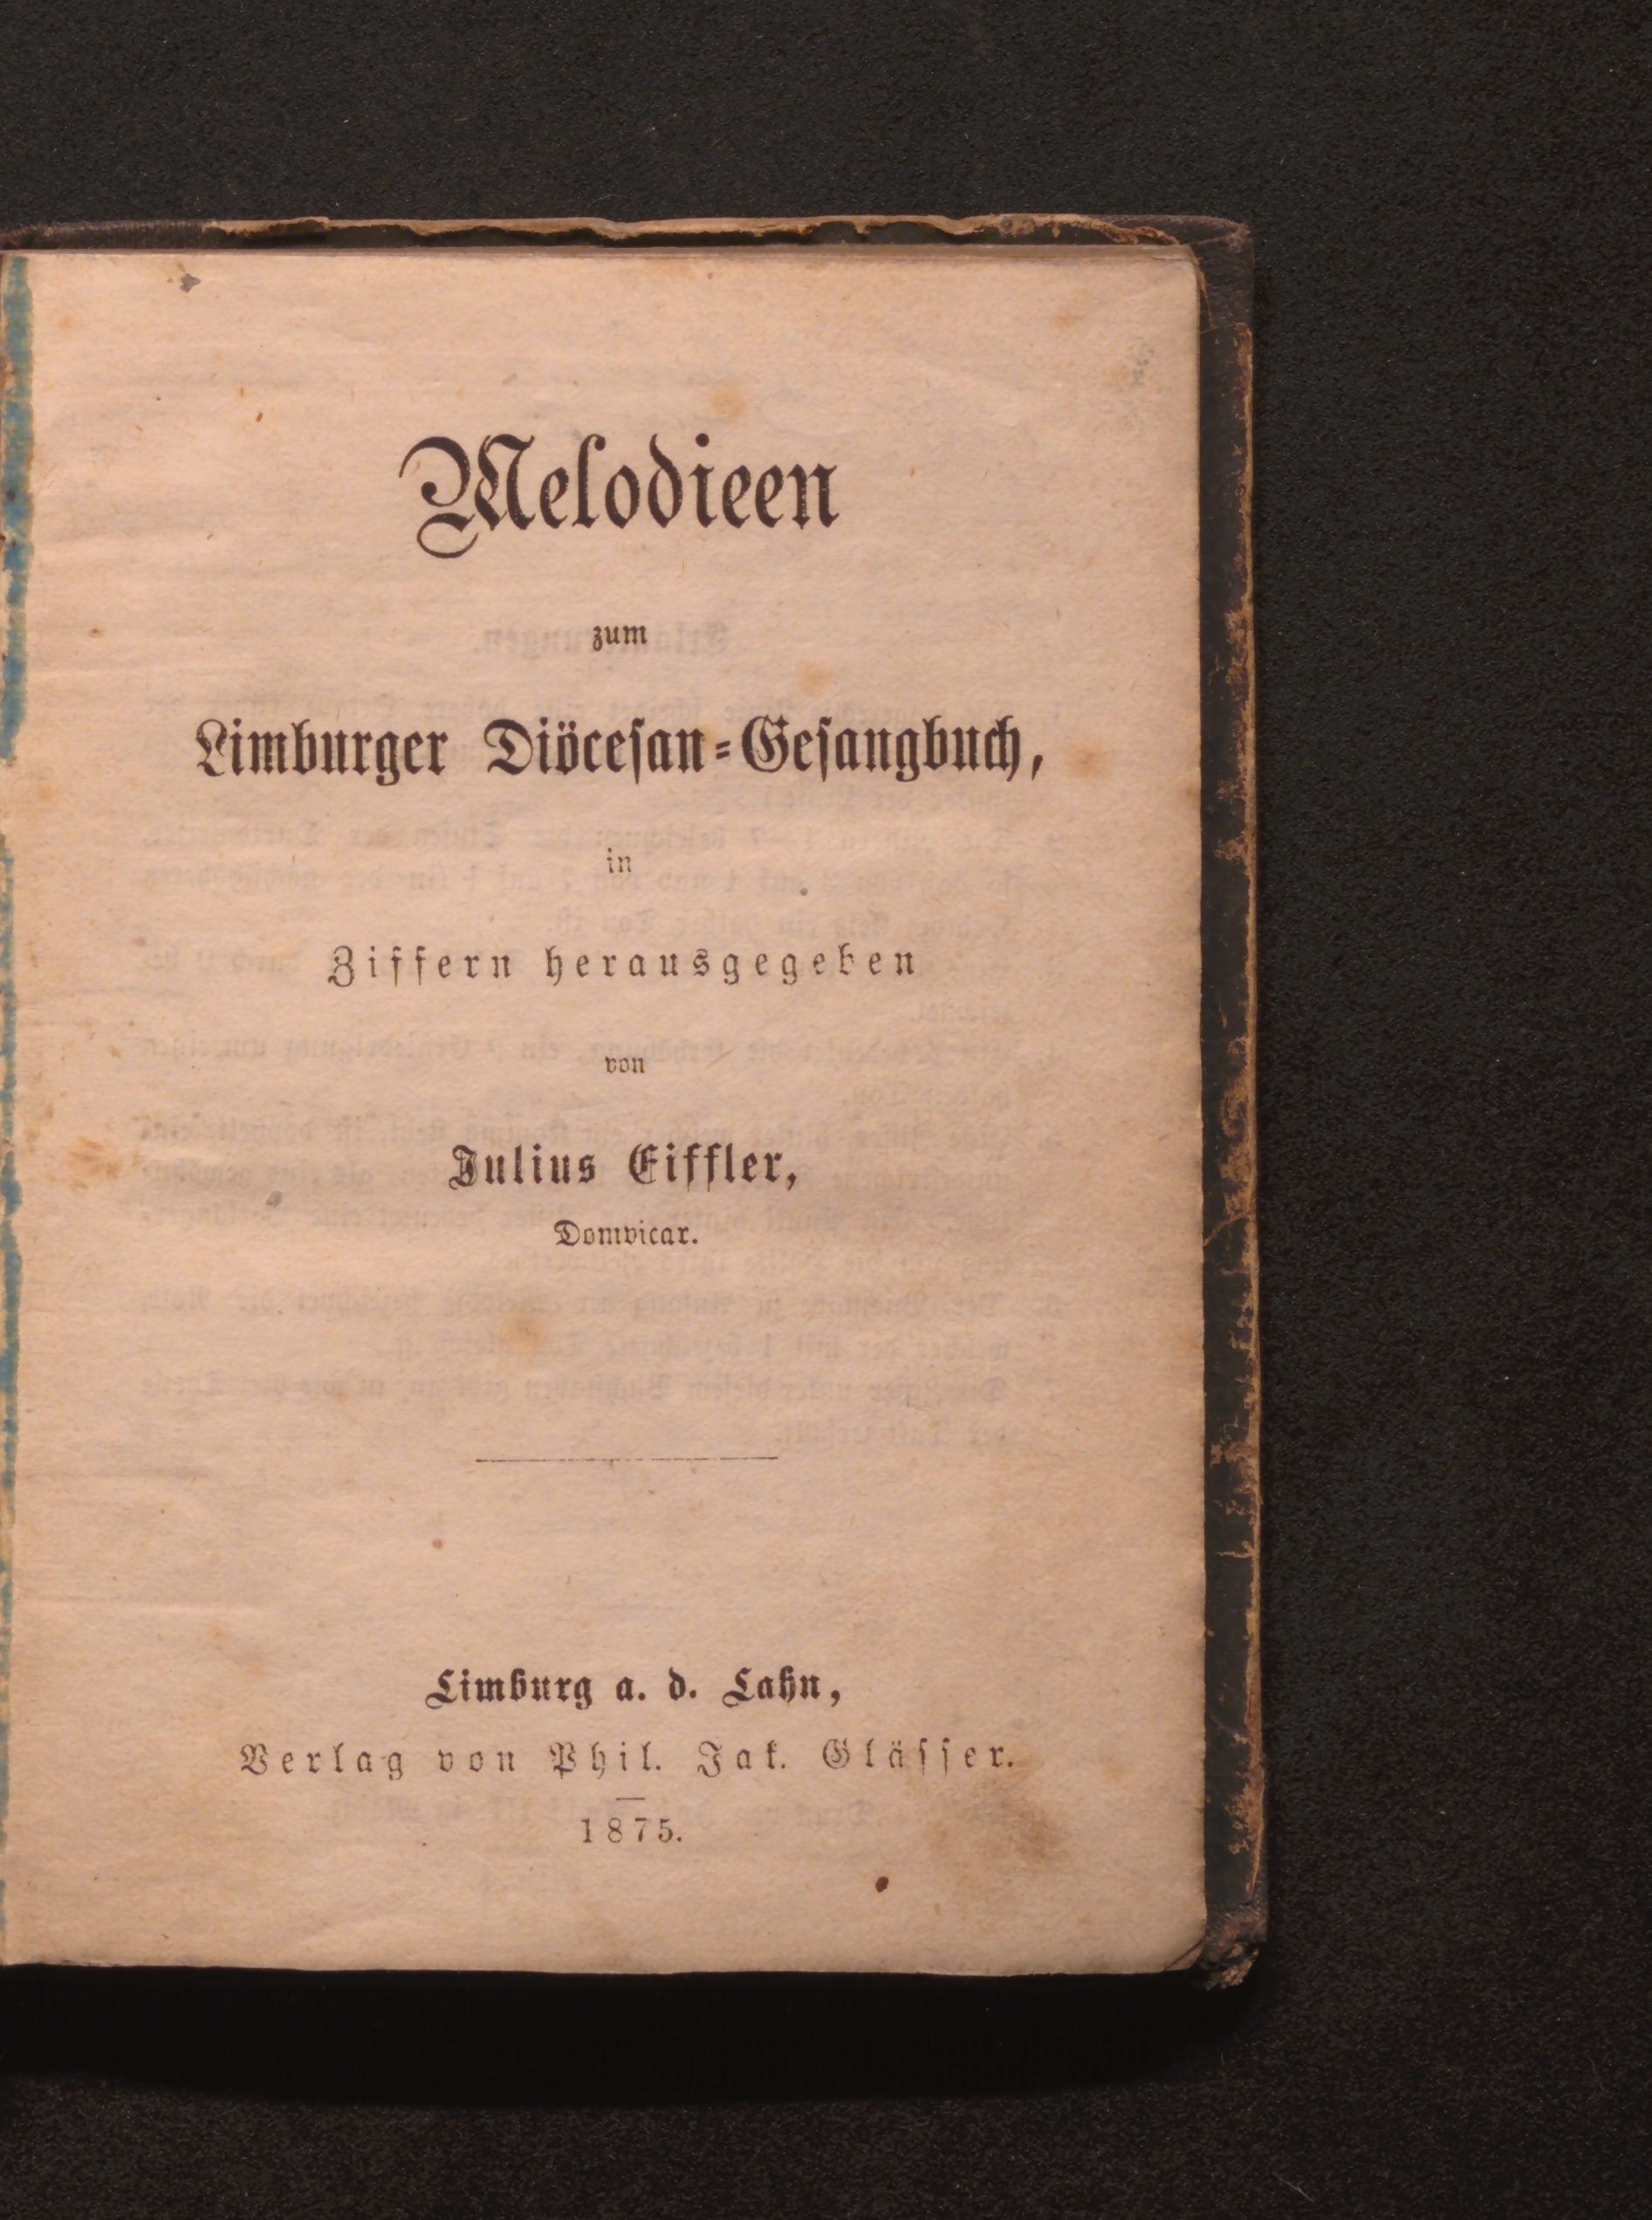 Melodieen
zum
Limburger Diöcesan-Gesangbuch,
in
Ziffern herausgegeben
von
Julius Eiffler,
Domvicar.
Limburg a. d. Lahn,
Verlag von Phil. Jak. Glässer.
1875.